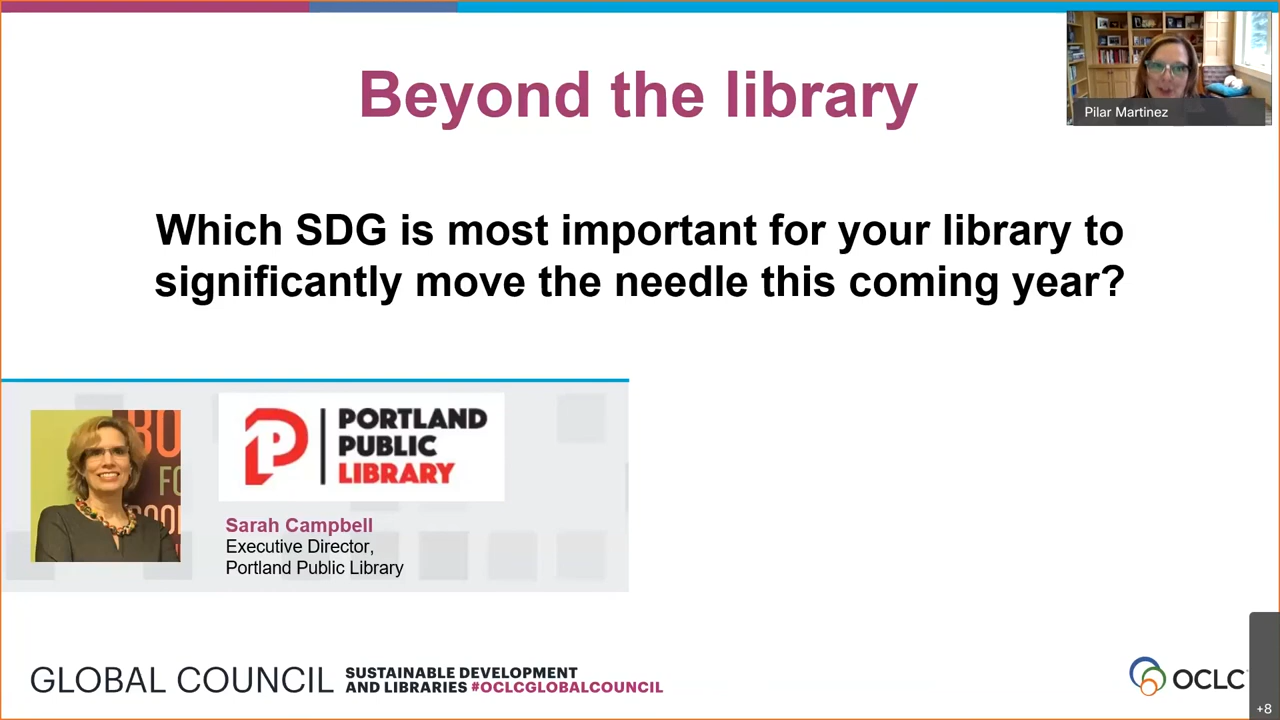 Beyond the library
Pilar Martinez
Which SDG is most important for your library to
significantly move the needle this coming year?
PORTLAND
PUBLIC
LIBRARY
Sarah Campbell
Executive Director,
Portland Public Library
GLOBAL COUNCIL
SUSTAINABLE DEVELOPMENT
AND LIBRARIES #OCLCGLOBALCOUNCIL
OCLC
+8